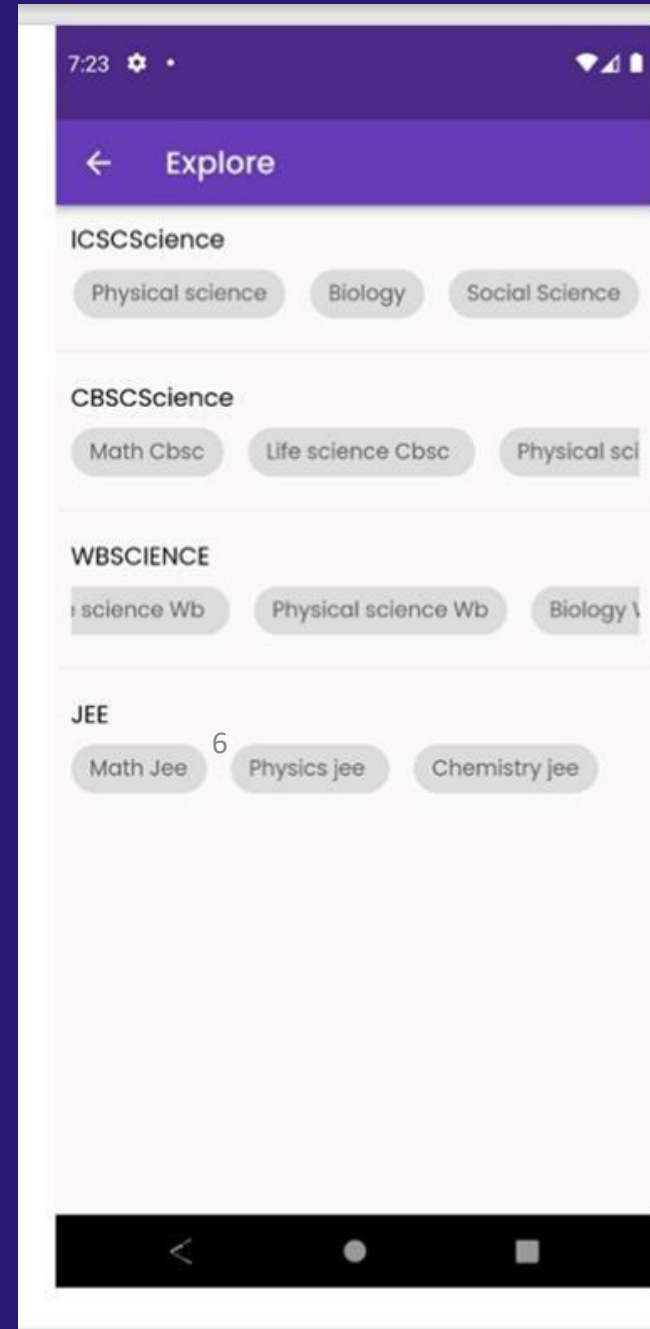 7:23
Explore
ICSCScience
Physical science Biology Social Science
CBSCScience
Math Cbsc Life science Cbsc Physical sci
WBSCIENCE
science Wb Physical science Wb Biology
JEE
6
Math Jee Physics jee Chemistry jee